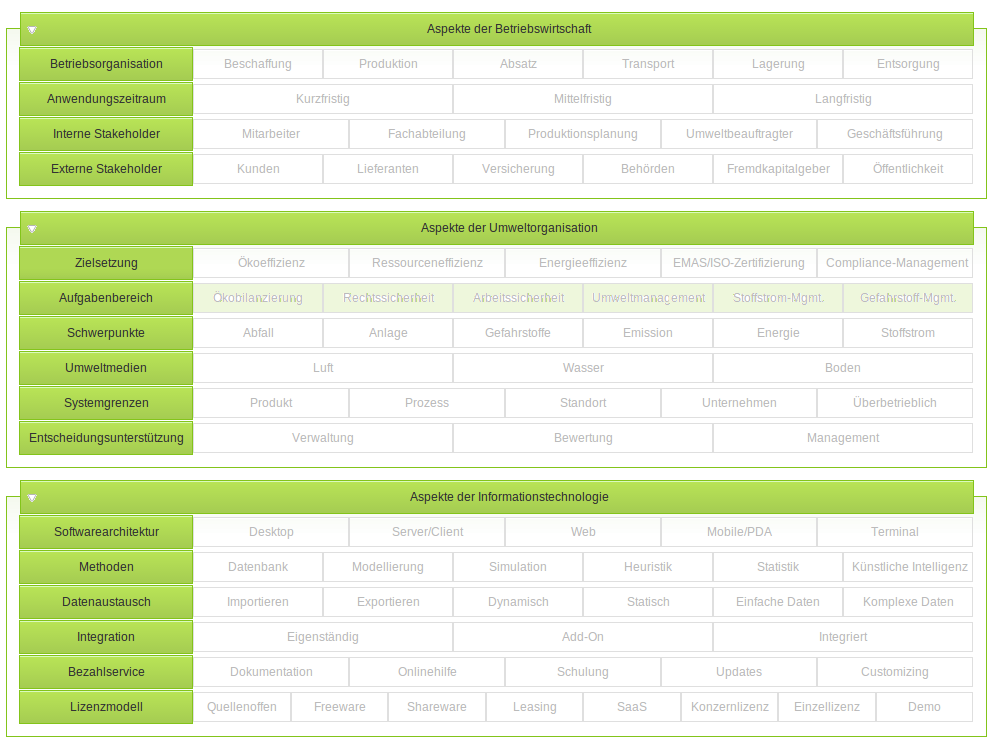 Aspekte der Betriebswirtschaft
Betriebsorganisation Beschaffung Produktion Absatz Transport Lagerung Entsorgung
Anwendungszeitraum Kurzfristig Mittelfristig Langfristig
Interne Stakeholder Mitarbeiter Fachabteilung Produktionsplanung Umweltbeauftragter Geschäftsführung
Externe Stakeholder Kunden Lieferanten Versicherung Behörden Fremdkapitalgeber Öffentlichkeit
Aspekte der Umweltorganisation
Zielsetzung Ökoeffizienz Ressourceneffizienz Energieeffizienz EMAS/ISO-Zertifizierung Compliance-Management
Aufgabenbereich Ökobilanzierung Rechtssicherheit Arbeitssicherheit Umweltmanagement Stoffstrom-Mgmt. Gefahrstoff-Mgmt.
Schwerpunkte Abfall Anlage Gefahrstoffe Emission Energie Stoffstrom
Umweltmedien Luft Wasser Boden
Systemgrenzen Produkt Prozess Standort Unternehmen Überbetrieblich
Entscheidungsunterstützung Verwaltung Bewertung Management
Aspekte der Informationstechnologie
Softwarearchitektur Desktop Server/Client Web Mobile/PDA Terminal
Methoden Datenbank Modellierung Simulation Heuristik Statistik Künstliche Intelligenz
Datenaustausch Importieren Exportieren Dynamisch Statisch Einfache Daten Komplexe Daten
Integration Eigenständig Add-On Integriert
Bezahlservice Dokumentation Onlinehilfe Schulung Updates Customizing
Lizenzmodell Quellenoffen Freeware Shareware Leasing SaaS Konzernlizenz Einzellizenz Demo